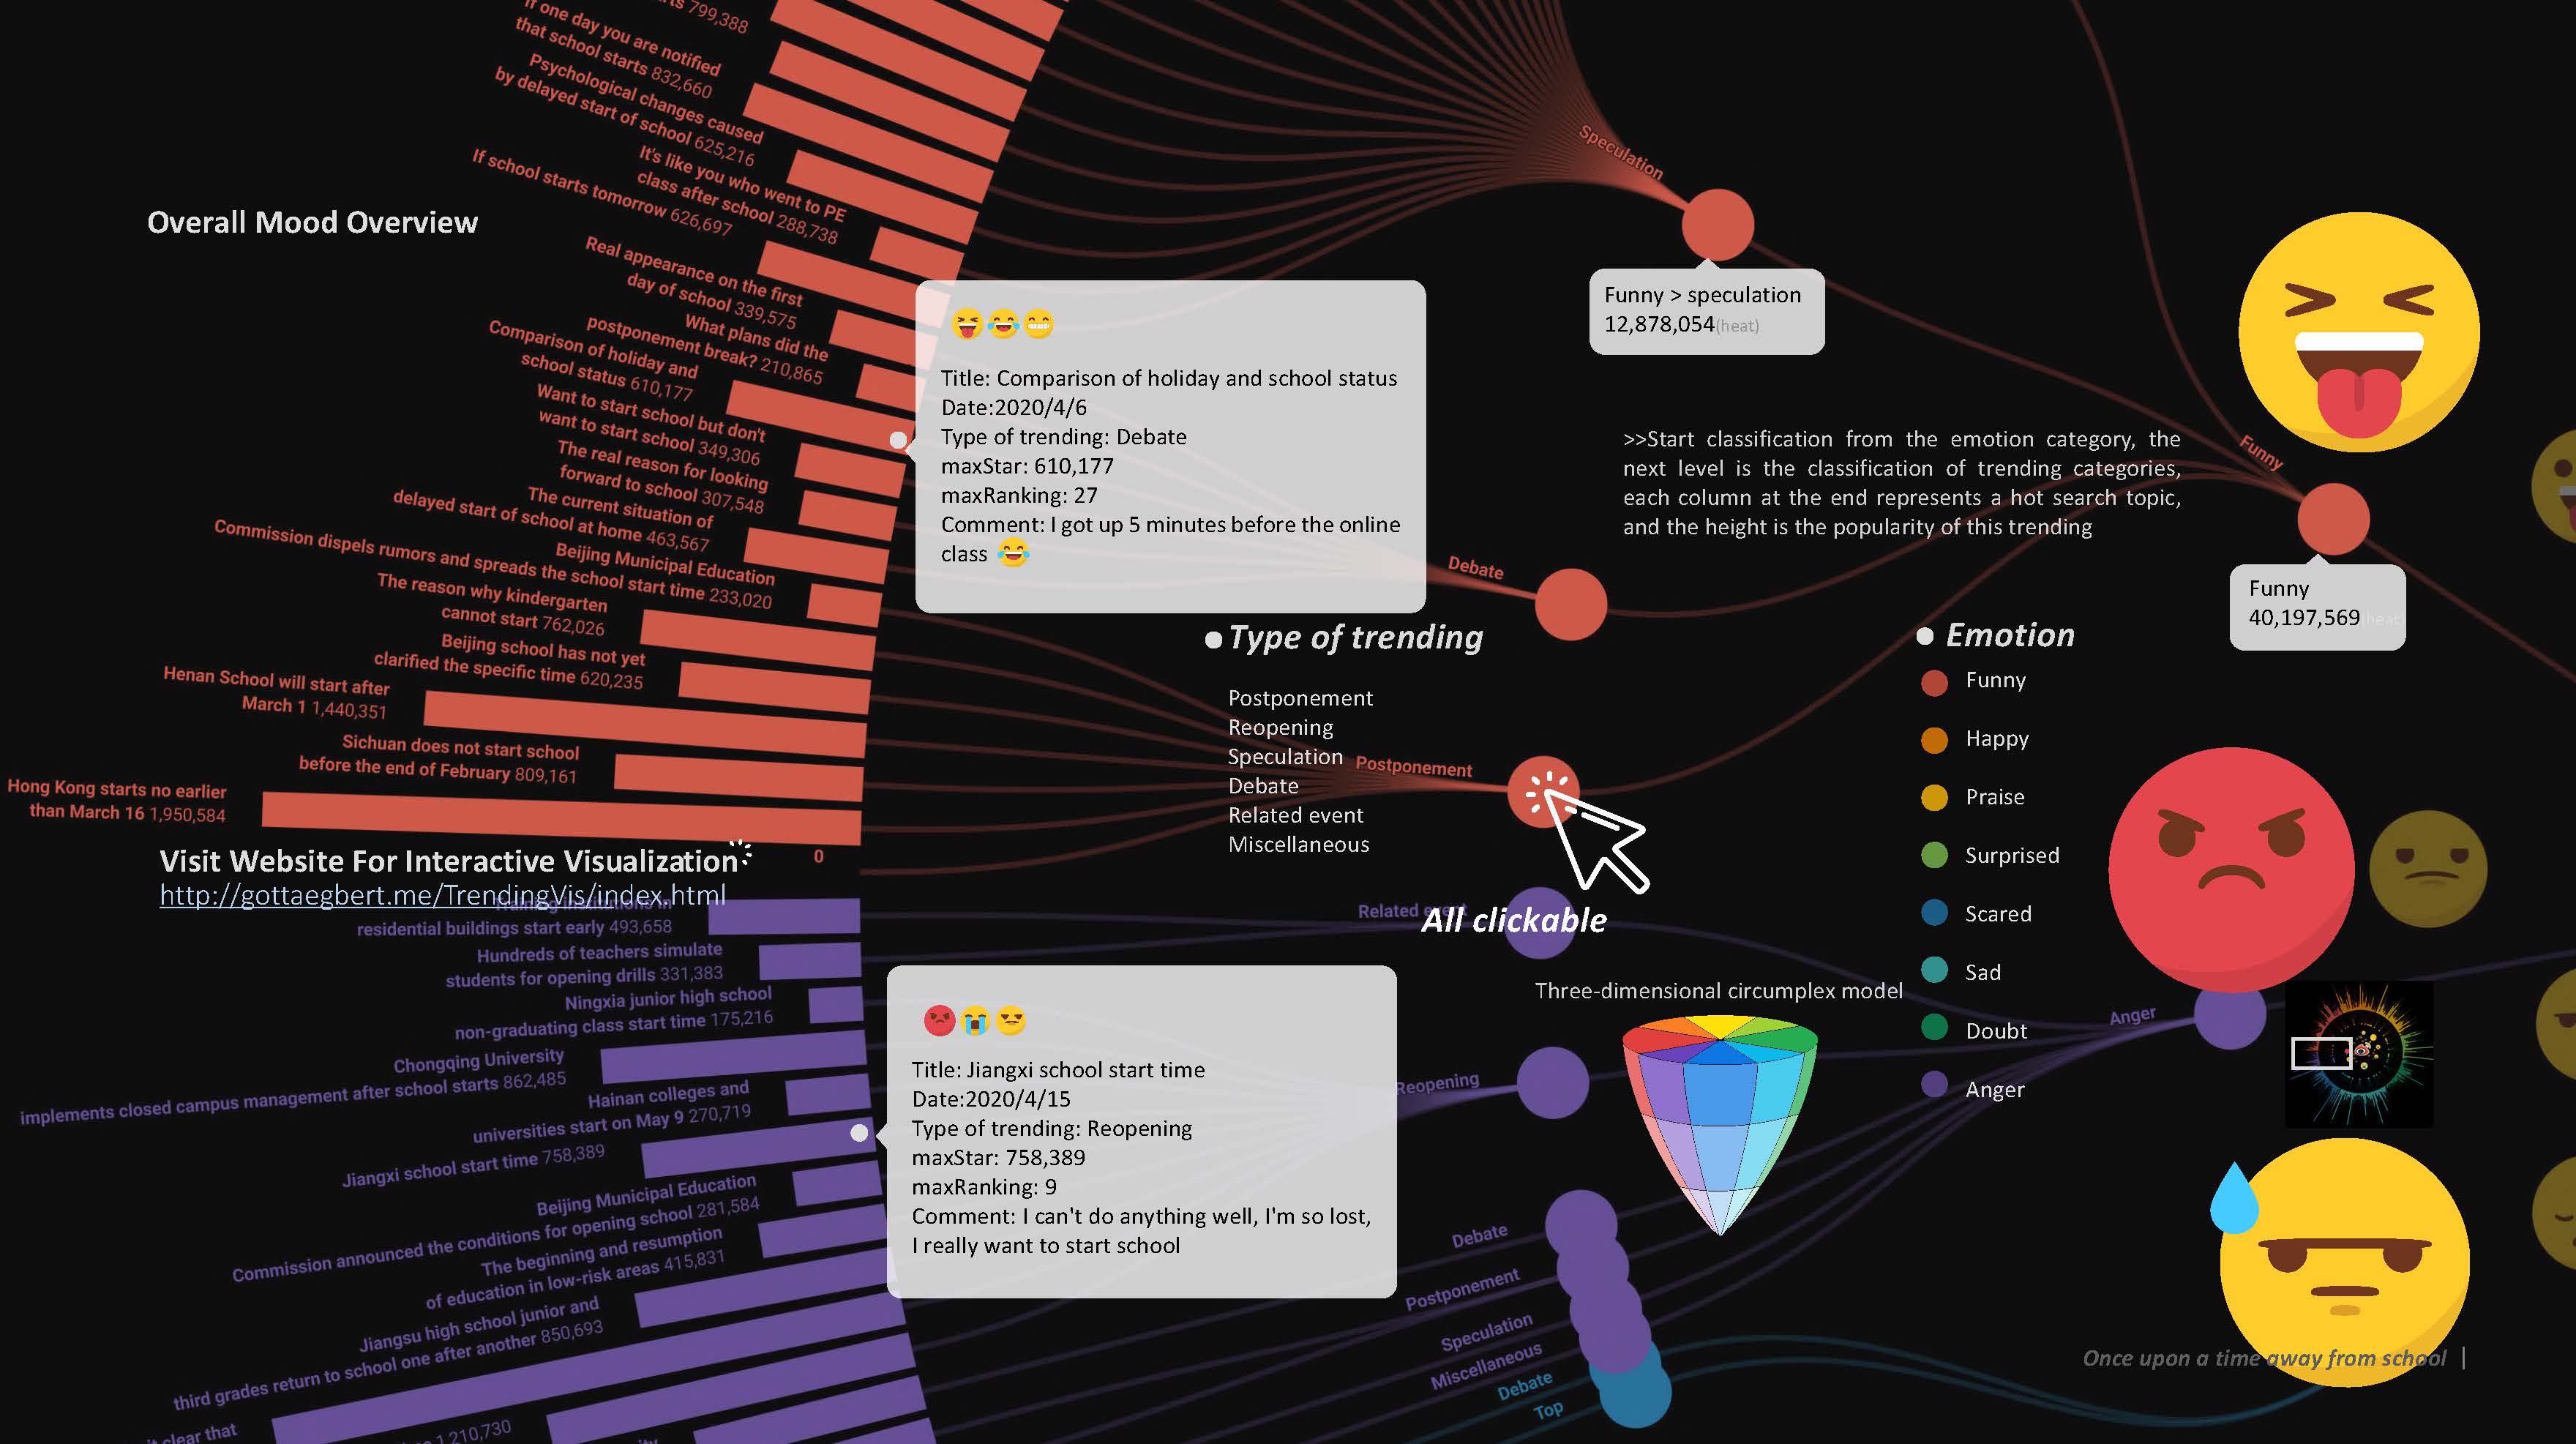 799,388
If one day you are notified
that school starts 832,660
Psychological changes caused
by delayed start of school 625,216
It's like you who went to PE
class after school 288,738
If school starts tomorrow 626,697
Overall Mood Overview
Real appearance on the first
day of school 339,575
What plans did the
postponement break? 210,865
Comparison of holiday and
school status 610,177
Want to start school but don't
want to start school 349,306
The real reason for looking
forward to school 307,548
The current situation of
delayed start of school at home 463,567
Beijing Municipal Education
Commission dispels rumors and spreads the school start time 233,020
The reason why kindergarten
cannot start 762,026
Beijing school has not yet
clarified the specific time 620,235
Henan School will start after
March 1 1,440,351
Sichuan does not start school
before the end of February 809,161
Hong Kong starts no earlier
than March 16 1,950,584
0
Visit Website For Interactive Visualization
http://gottaegbert.me/TrendingVis/index.html
Training institutions in
residential buildings start early 493,658
Hundreds of teachers simulate
students for opening drills 331,383
Ningxia junior high school
non-graduating class start time 175,216
Chongqing University
implements closed campus management after school starts 862,485
Hainan colleges and
universities start on May 9 270,719
Jiangxi school start time 758,389
Beijing Municipal Education
Commission announced the conditions for opening school 281,584
The beginning and resumption
of education in low-risk areas 415,831
Jiangsu high school junior and
third grades return to school one after another 850,693
clear that
1,210,730
Title: Comparison of holiday and school status
Date:2020/4/6
Type of trending: Debate
maxStar: 610,177
maxRanking: 27
Comment: I got up 5 minutes before the online
class
Speculation
Funny > speculation
12,878,054(heat)
>>Start classification from the emotion category, the
next level is the classification of trending categories,
each column at the end represents a hot search topic,
and the height is the popularity of this trending
Funny
Funny
40,197,569(heat)
Debate
Type of trending
Postponement
Reopening
Speculation
Debate
Related event
Miscellaneous
Postponement
All clickable
Related event
Emotion
Funny
Happy
Praise
Surprised
Scared
Sad
Doubt
Anger
Three-dimensional circumplex model
Anger
Title: Jiangxi school start time
Date:2020/4/15
Type of trending: Reopening
maxStar: 758,389
maxRanking: 9
Comment: I can't do anything well, I'm so lost,
I really want to start school
Reopening
Debate
Postponement
Speculation
Miscellaneous
Debate
Top
Once upon a time away from school |